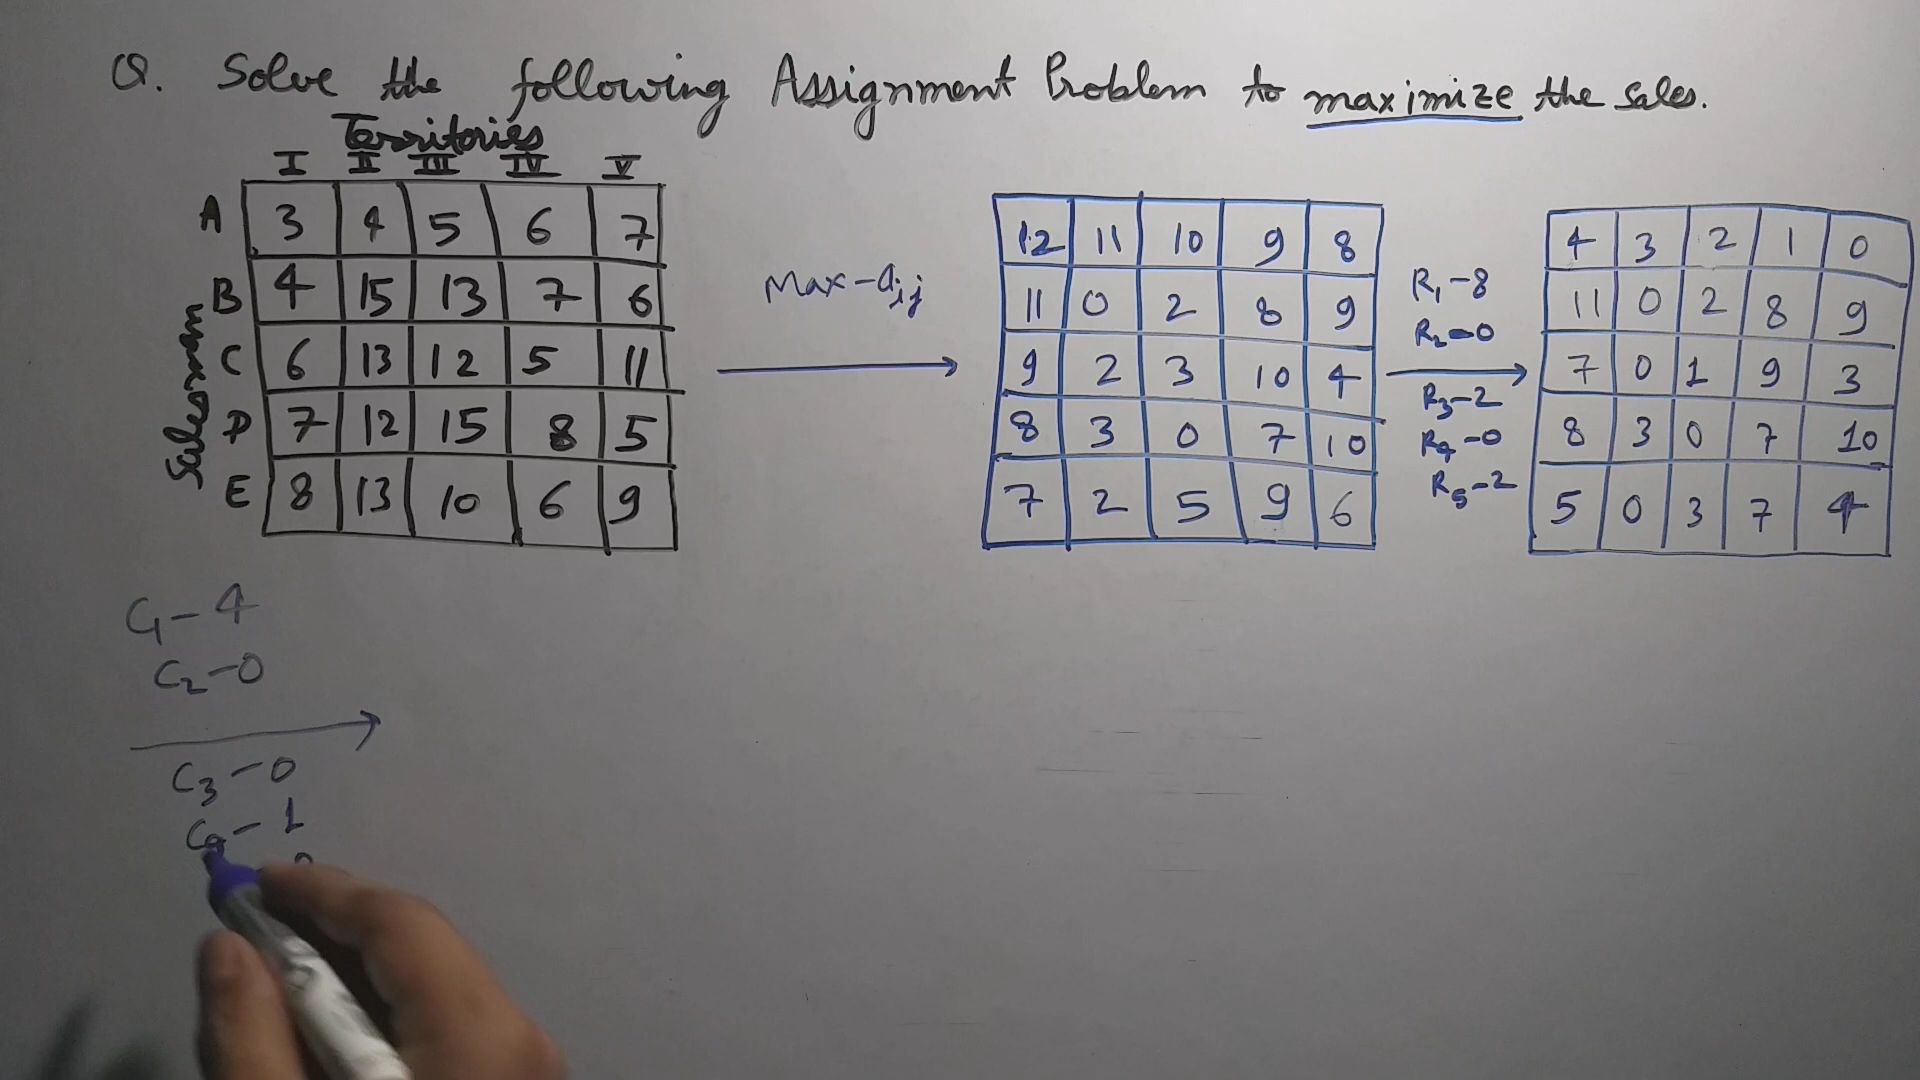 Q. Solve the following Assignment Problem to maximize the sales.
Territories
I II III IV V
Salesman
A 3 4 5 6 7
B 4 15 13 7 6
C 6 13 12 5 11
D 7 12 15 8 5
E 8 13 10 6 9
Max - aij
12 11 10 9 8
11 0 2 8 9
9 2 3 10 4
8 3 0 7 10
7 2 5 9 6
R1-8
R2-0
R3-2
R4-0
R5-2
4 3 2 1 0
11 0 2 8 9
7 0 1 9 3
8 3 0 7 10
5 0 3 7 4
C1-4
C2-0
C3-0
C4-1